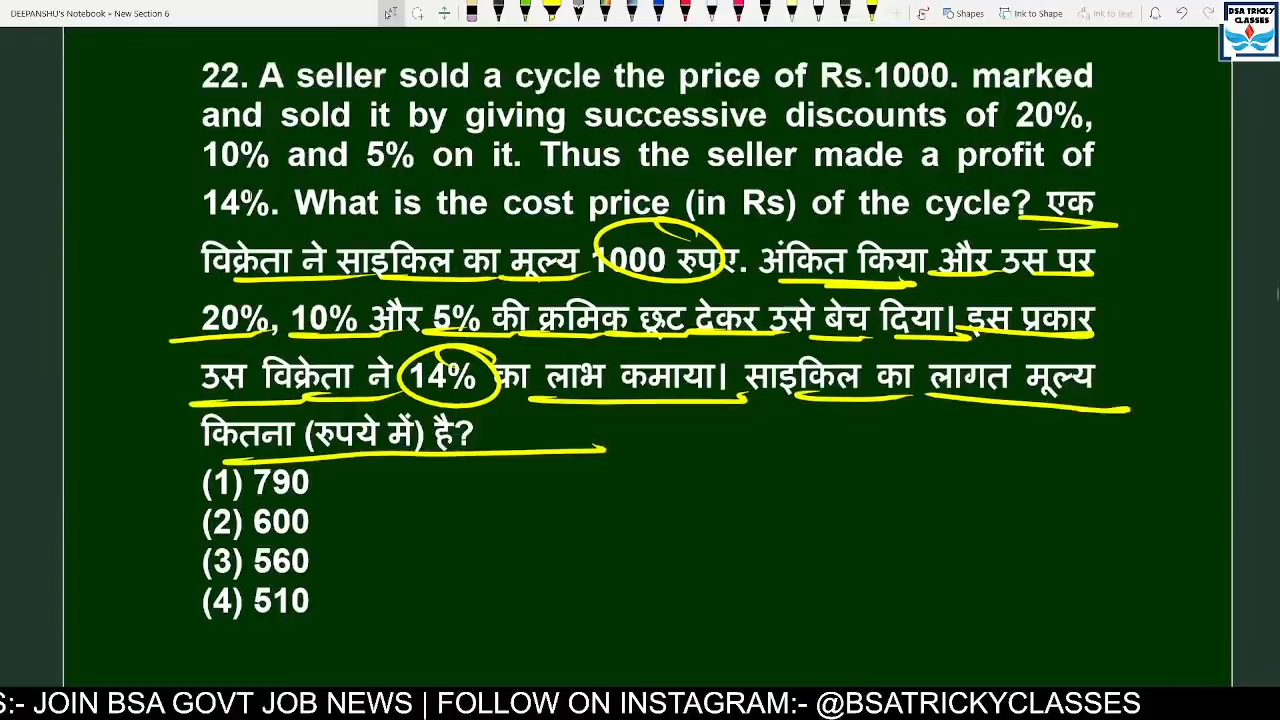 DEEPANSHU's Notebook » New Section 6
Shapes
Ink to Shape
Ink to Text
BSA TRICKY
CLASSES
22. A seller sold a cycle the price of Rs.1000. marked
and sold it by giving successive discounts of 20%,
10% and 5% on it. Thus the seller made a profit of
14%. What is the cost price (in Rs) of the cycle? एक
विक्रेता ने साइकिल का मूल्य 1000 रुपए. अंकित किया और उस पर
20%, 10% और 5% की क्रमिक छूट देकर उसे बेच दिया। इस प्रकार
उस विक्रेता ने 14% का लाभ कमाया। साइकिल का लागत मूल्य
कितना (रुपये में) है?
(1) 790
(2) 600
(3) 560
(4) 510
S:- JOIN BSA GOVT JOB NEWS | FOLLOW ON INSTAGRAM:- @BSATRICKYCLASSES